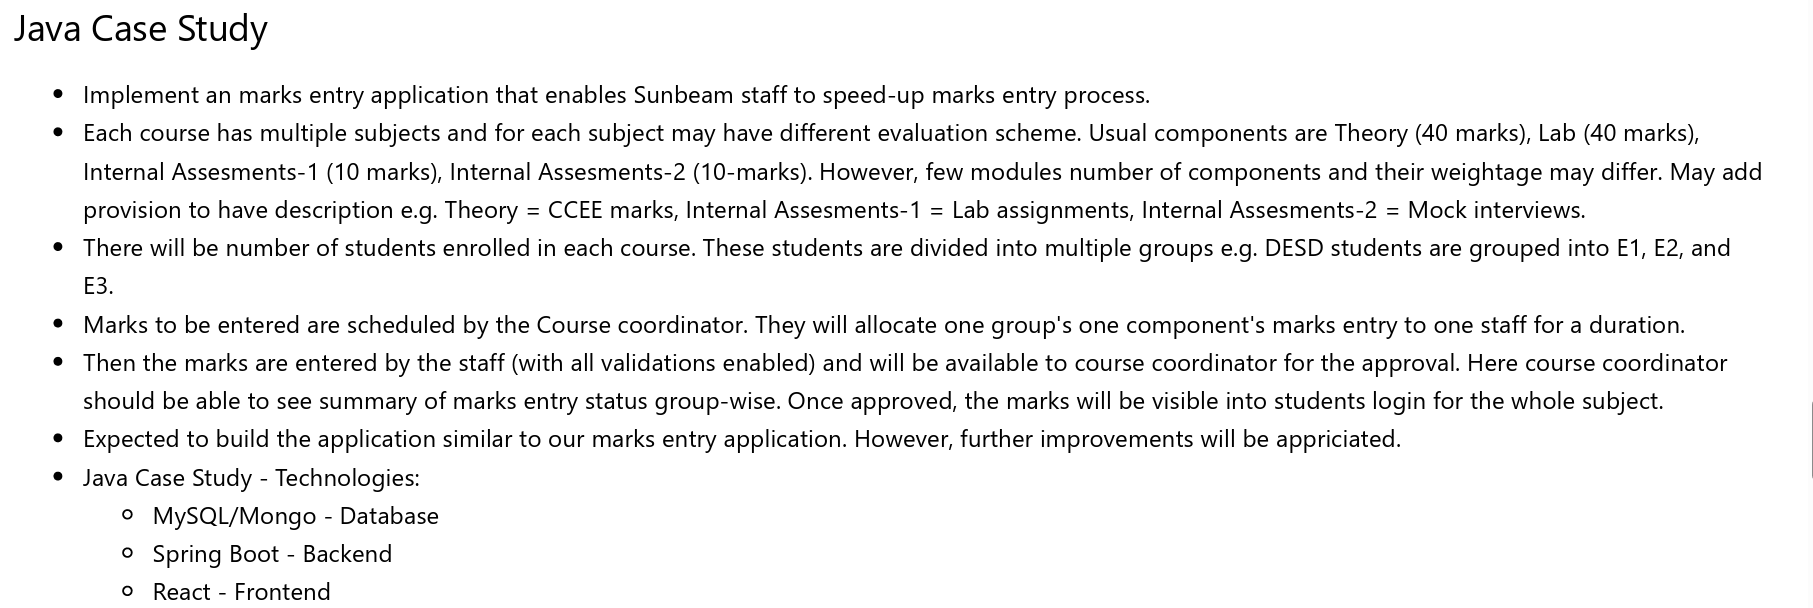 Java Case Study
• Implement an marks entry application that enables Sunbeam staff to speed-up marks entry process.
• Each course has multiple subjects and for each subject may have different evaluation scheme. Usual components are Theory (40 marks), Lab (40 marks),
Internal Assesments-1 (10 marks), Internal Assesments-2 (10-marks). However, few modules number of components and their weightage may differ. May add
provision to have description e.g. Theory = CCEE marks, Internal Assesments-1 = Lab assignments, Internal Assesments-2 = Mock interviews.
• There will be number of students enrolled in each course. These students are divided into multiple groups e.g. DESD students are grouped into E1, E2, and
E3.
• Marks to be entered are scheduled by the Course coordinator. They will allocate one group's one component's marks entry to one staff for a duration.
• Then the marks are entered by the staff (with all validations enabled) and will be available to course coordinator for the approval. Here course coordinator
should be able to see summary of marks entry status group-wise. Once approved, the marks will be visible into students login for the whole subject.
• Expected to build the application similar to our marks entry application. However, further improvements will be appriciated.
• Java Case Study - Technologies:
○ MySQL/Mongo - Database
○ Spring Boot - Backend
○ React - Frontend